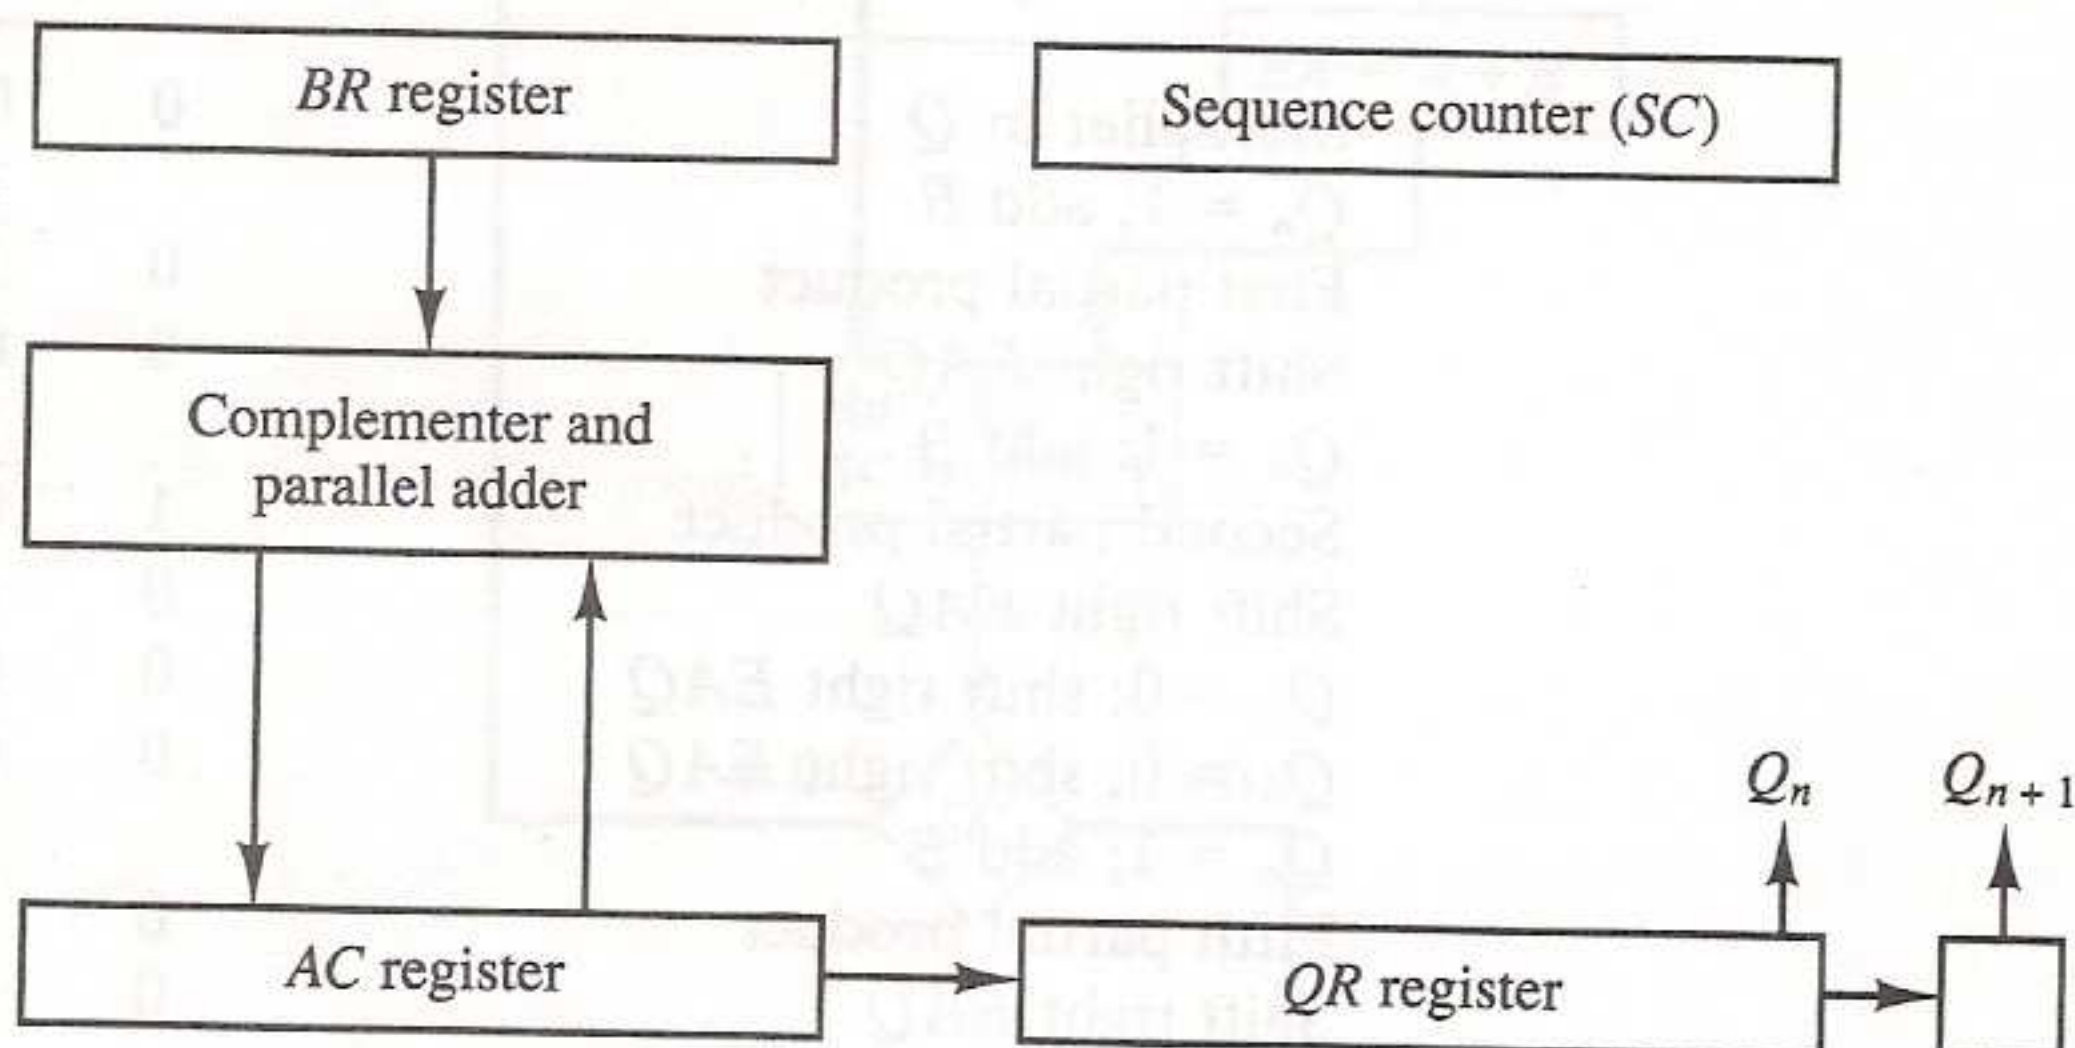 BR register
Sequence counter (SC)
Complementer and
parallel adder
Qn
Qn + 1
AC register
QR register